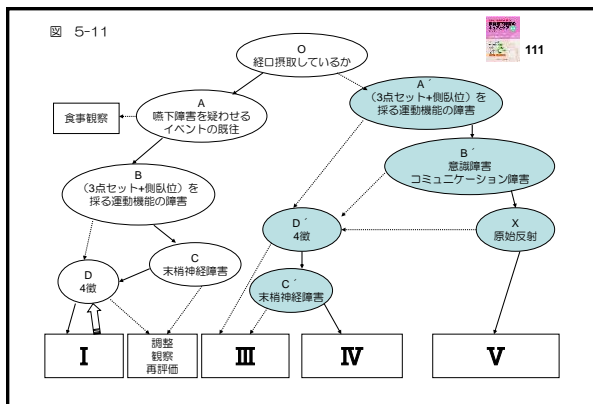 図 5-11
111
O
経口摂取しているか
A
嚥下障害を疑わせる
イベントの既往
食事観察
A´
（3点セット+側臥位）を
採る運動機能の障害
B
（3点セット+側臥位）を
採る運動機能の障害
B´
意識障害
コミュニケーション障害
D´
4徴
X
原始反射
C
末梢神経障害
D
4徴
C´
末梢神経障害
Ⅰ
調整
観察
再評価
Ⅲ
Ⅳ
Ⅴ